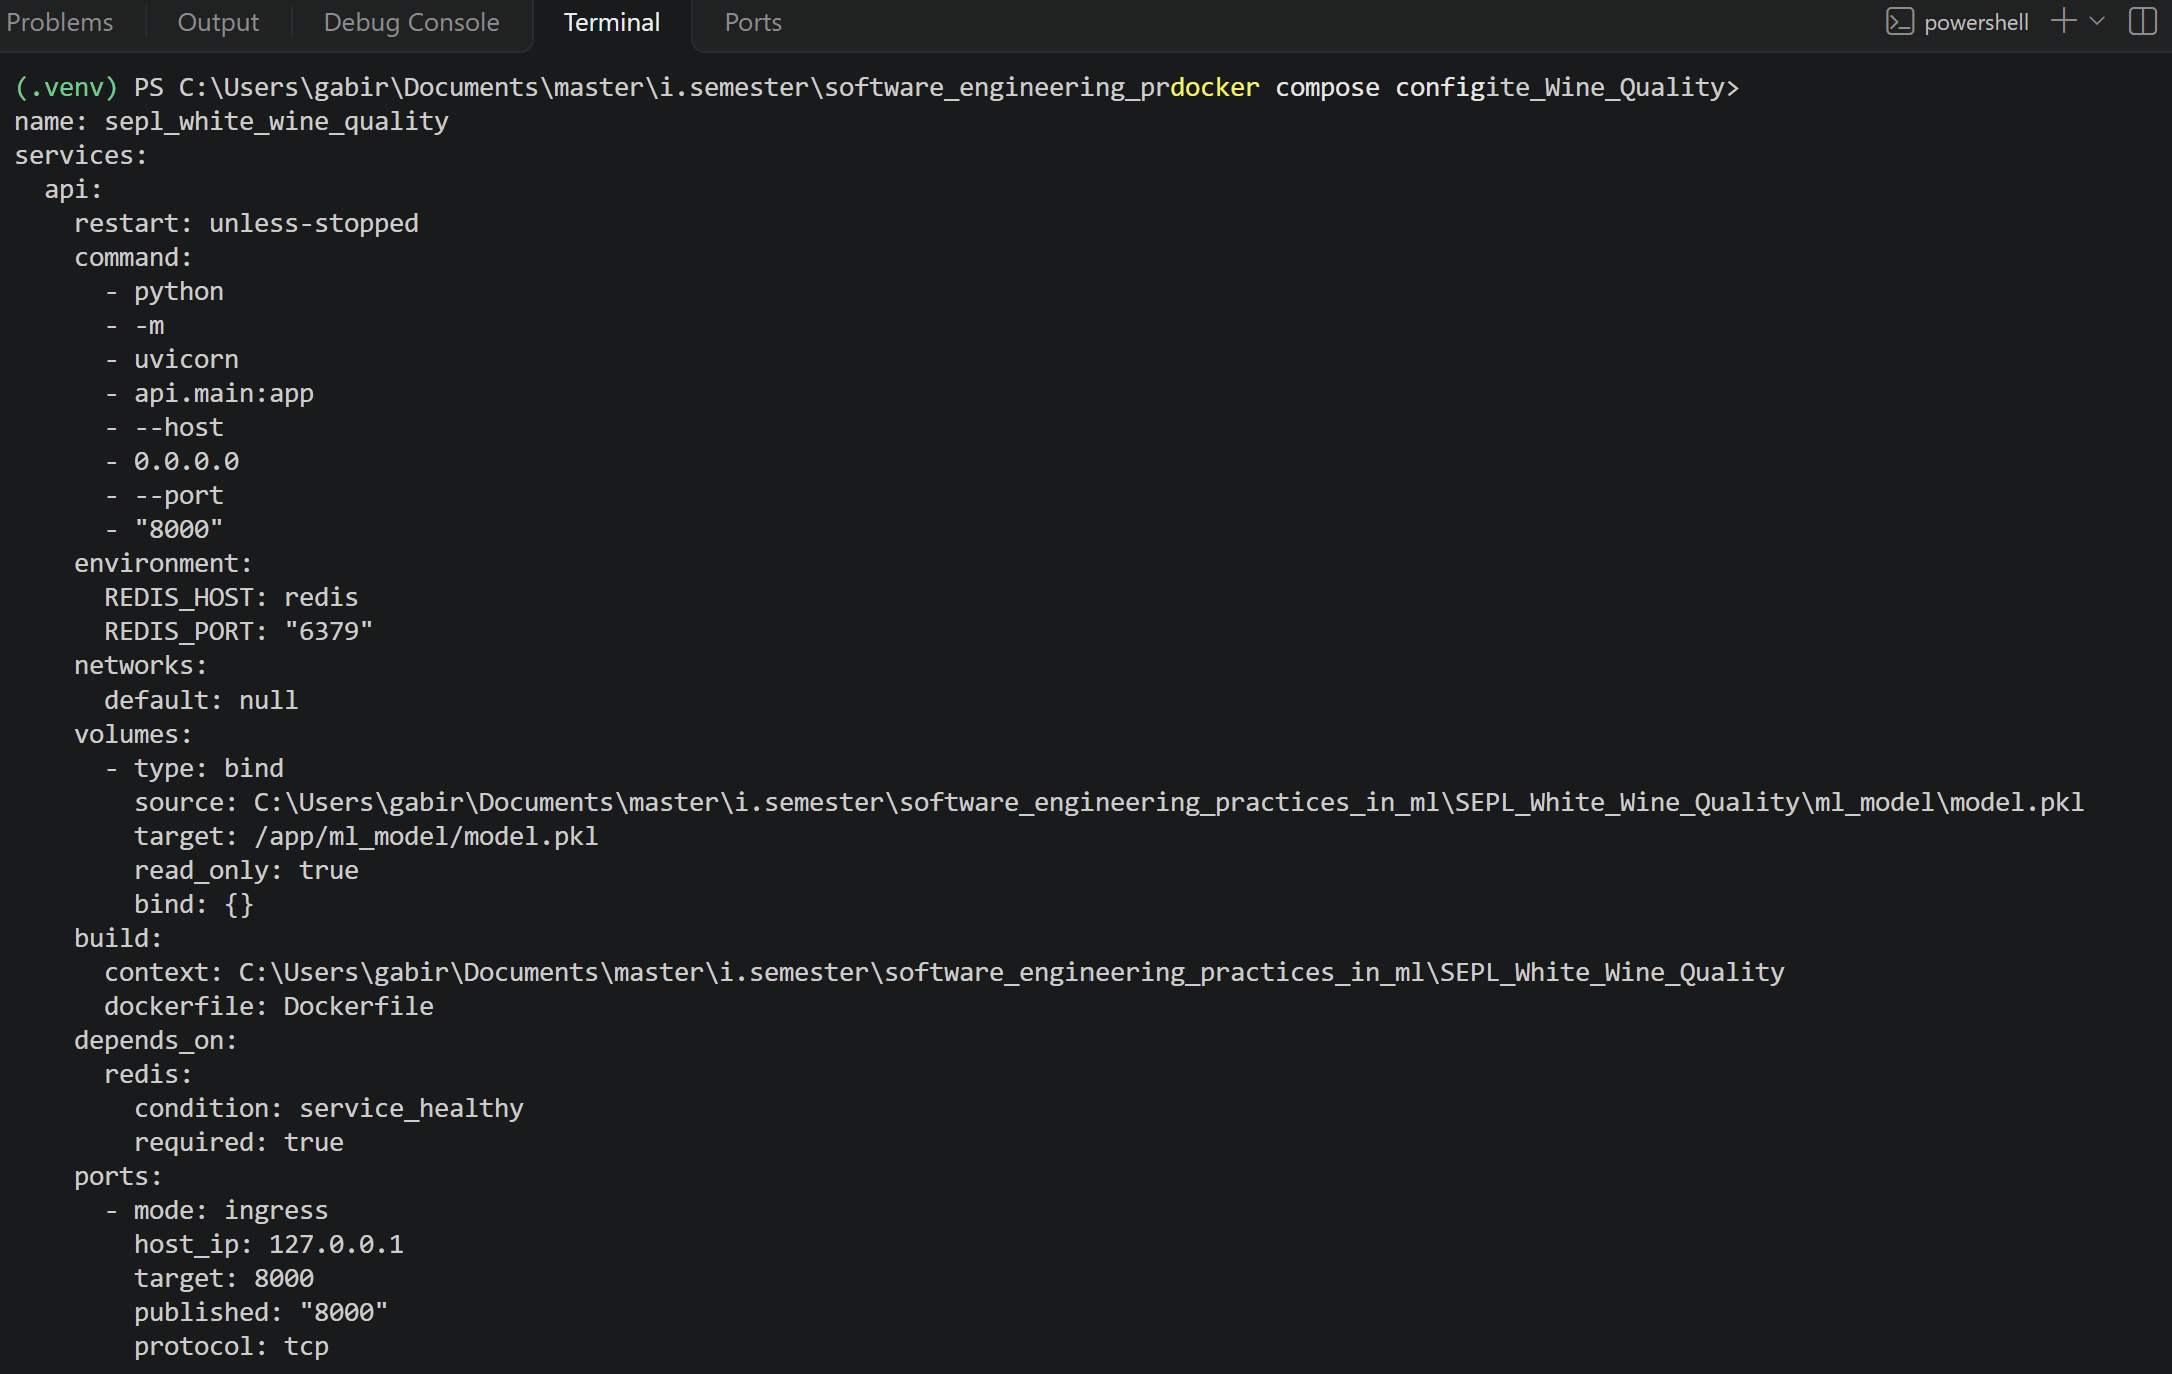 Problems Output Debug Console Terminal Ports powershell
(.venv) PS C:\Users\gabir\Documents\master\i.semester\software_engineering_prdocker compose configite_Wine_Quality>
name: sepl_white_wine_quality
services:
  api:
    restart: unless-stopped
    command:
      - python
      - -m
      - uvicorn
      - api.main:app
      - --host
      - 0.0.0.0
      - --port
      - "8000"
    environment:
      REDIS_HOST: redis
      REDIS_PORT: "6379"
    networks:
      default: null
    volumes:
      - type: bind
        source: C:\Users\gabir\Documents\master\i.semester\software_engineering_practices_in_ml\SEPL_White_Wine_Quality\ml_model\model.pkl
        target: /app/ml_model/model.pkl
        read_only: true
        bind: {}
    build:
      context: C:\Users\gabir\Documents\master\i.semester\software_engineering_practices_in_ml\SEPL_White_Wine_Quality
      dockerfile: Dockerfile
    depends_on:
      redis:
        condition: service_healthy
        required: true
    ports:
      - mode: ingress
        host_ip: 127.0.0.1
        target: 8000
        published: "8000"
        protocol: tcp